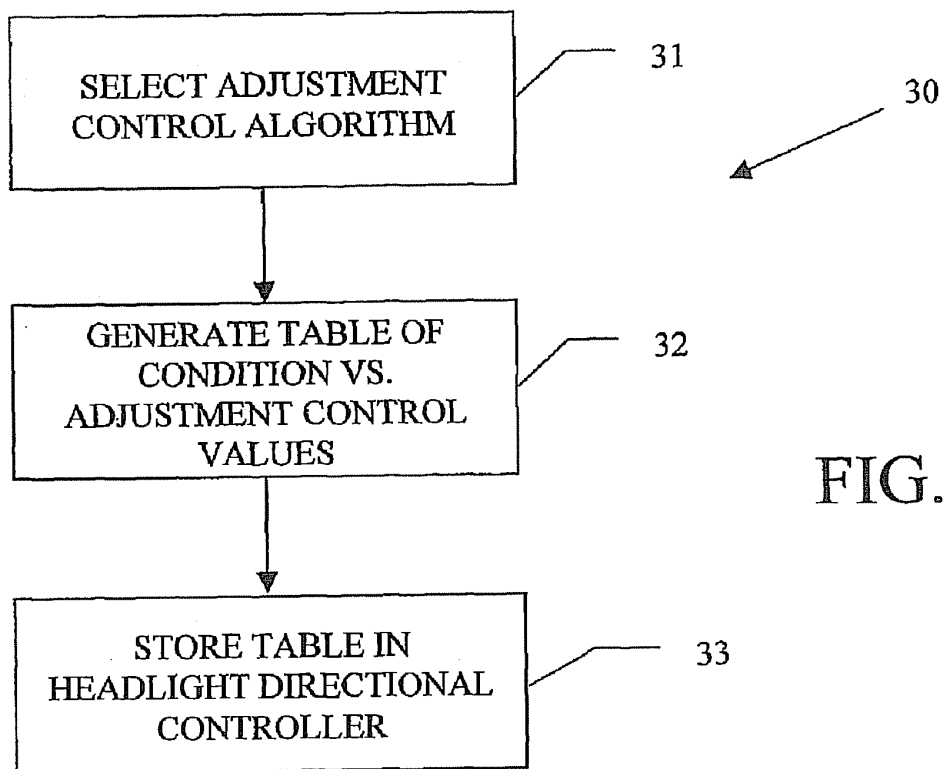 SELECT ADJUSTMENT
CONTROL ALGORITHM
31
30
GENERATE TABLE OF
CONDITION VS.
ADJUSTMENT CONTROL
VALUES
32
FIG.
STORE TABLE IN
HEADLIGHT DIRECTIONAL
CONTROLLER
33